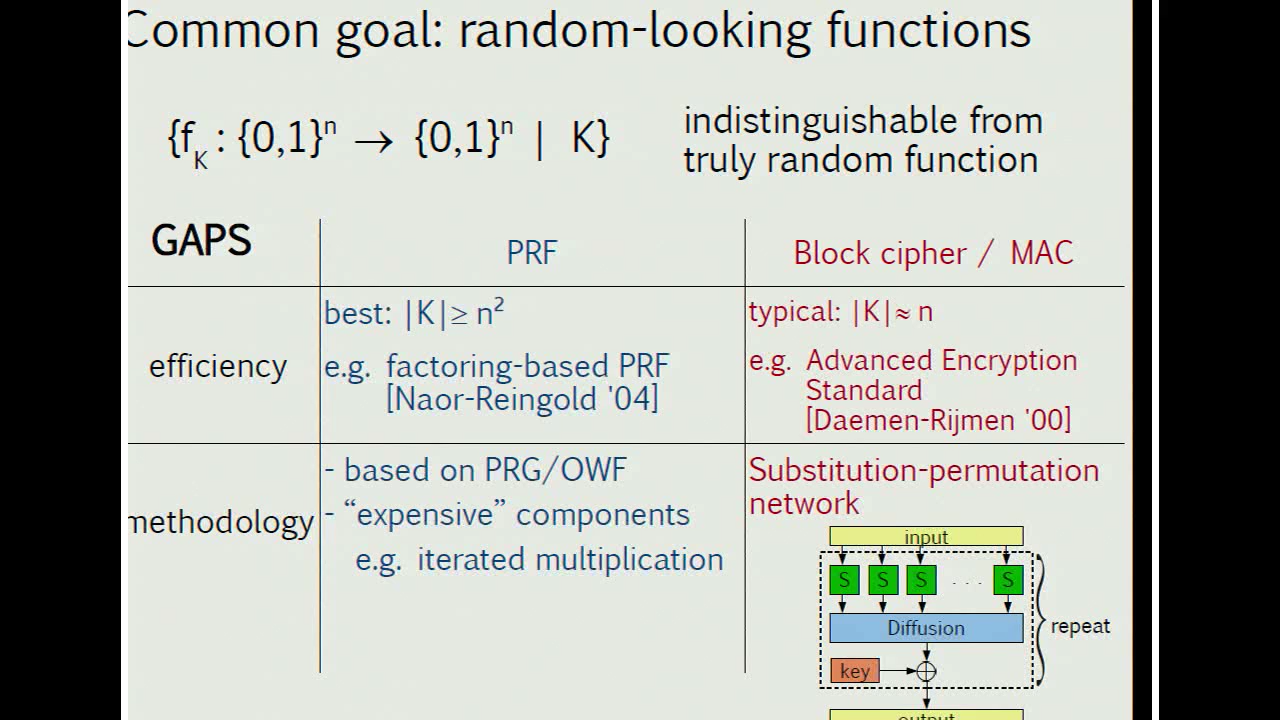 Common goal: random-looking functions
{f_K : {0,1}ⁿ → {0,1}ⁿ | K}
indistinguishable from
truly random function
GAPS
PRF
Block cipher / MAC
efficiency
best: |K| ≥ n²
e.g. factoring-based PRF
[Naor-Reingold '04]
typical: |K| ≈ n
e.g. Advanced Encryption
Standard
[Daemen-Rijmen '00]
methodology
- based on PRG/OWF
- “expensive” components
e.g. iterated multiplication
Substitution-permutation
network
input
S S S . . . S
Diffusion
key
repeat
output